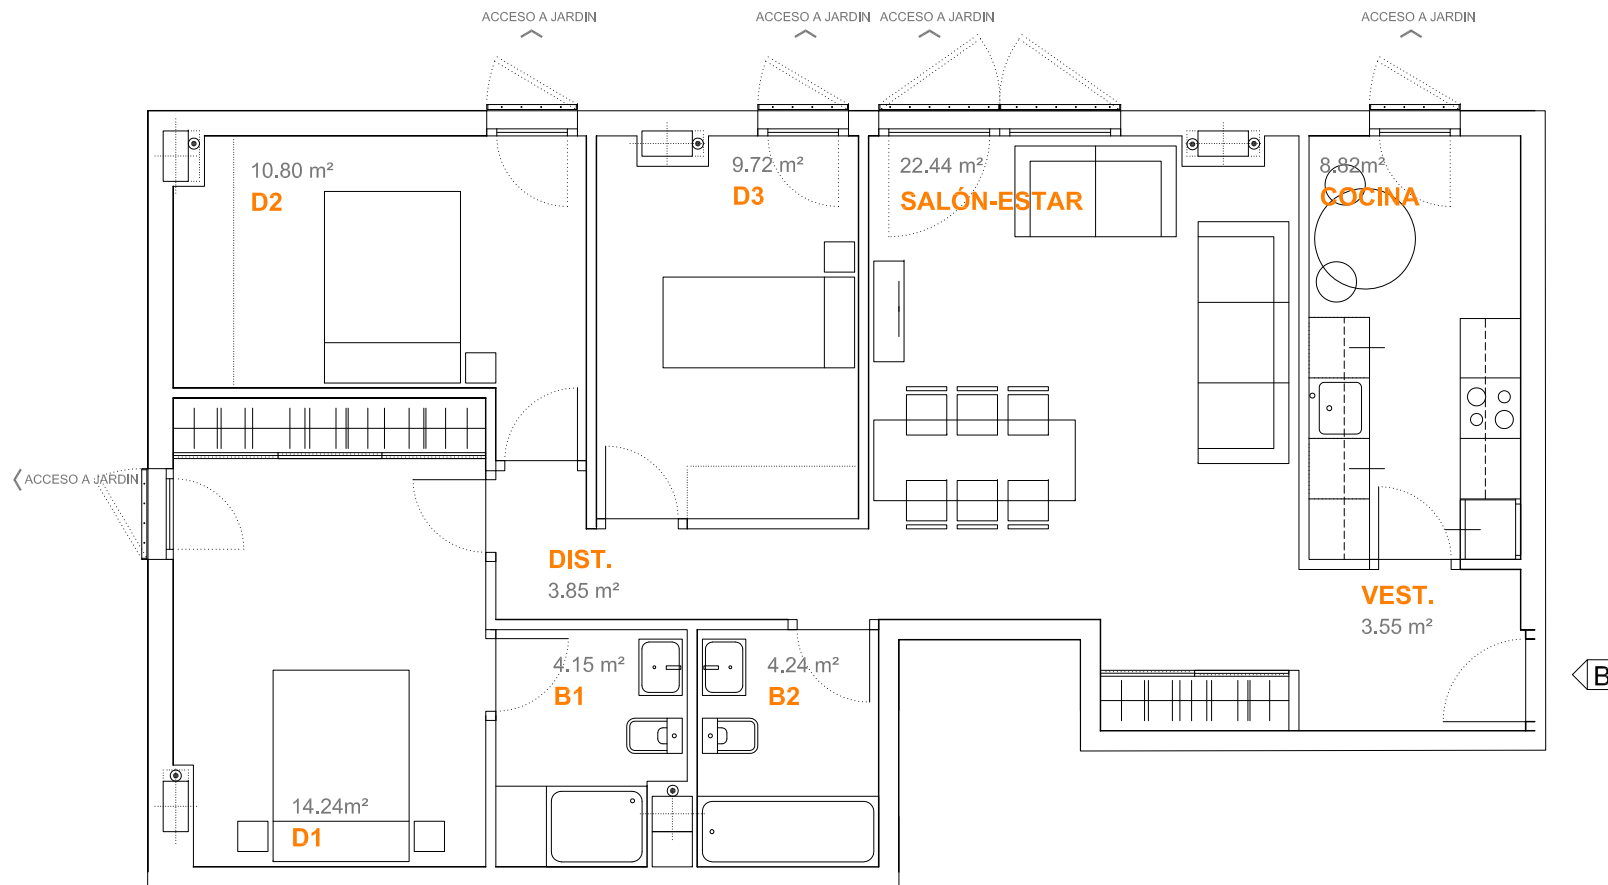 ACCESO A JARDIN
ACCESO A JARDIN
ACCESO A JARDIN
ACCESO A JARDIN
10.80 m²
D2
9.72 m²
D3
22.44 m²
SALÓN-ESTAR
8.82m²
COCINA
ACCESO A JARDIN
DIST.
3.85 m²
VEST.
3.55 m²
4.15 m²
B1
4.24 m²
B2
B
14.24m²
D1